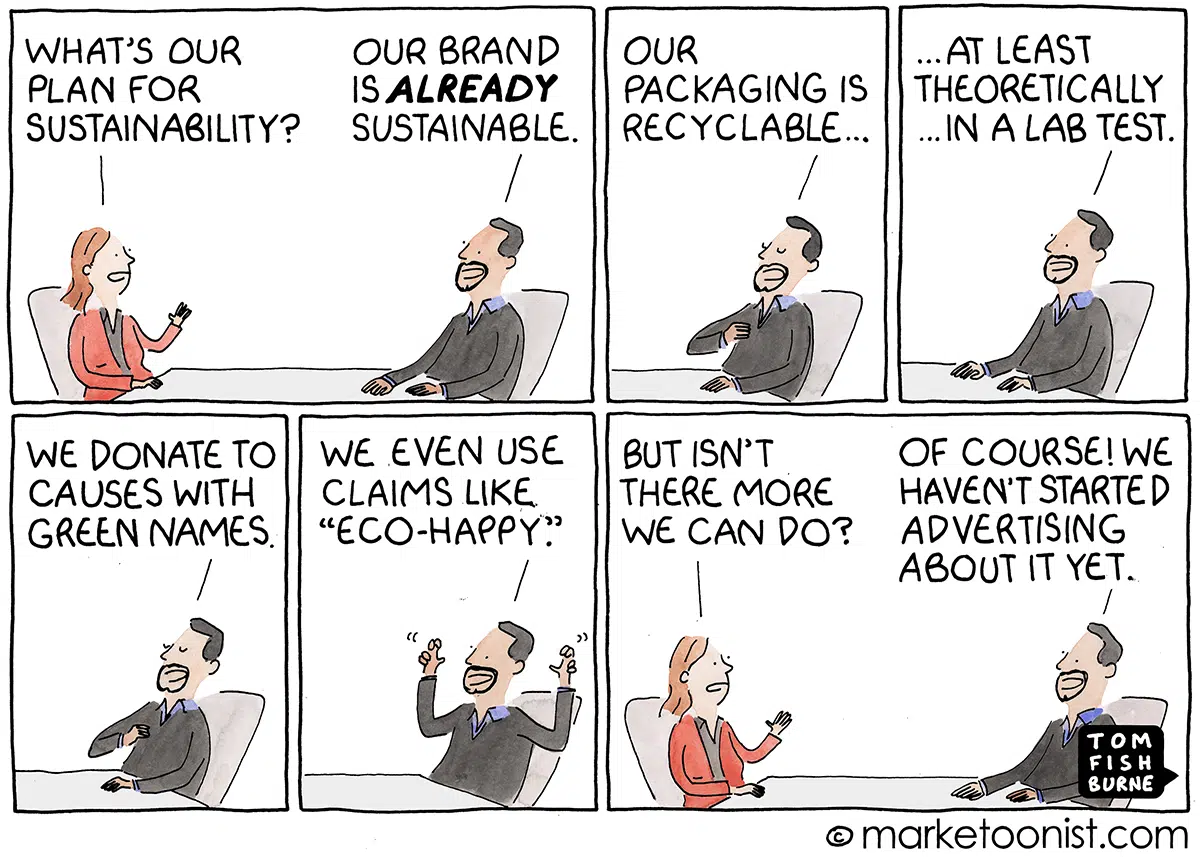 WHAT'S OUR
PLAN FOR
SUSTAINABILITY?
OUR BRAND
IS ALREADY
SUSTAINABLE.
OUR
PACKAGING IS
RECYCLABLE...
...AT LEAST
THEORETICALLY
...IN A LAB TEST.
WE DONATE TO
CAUSES WITH
GREEN NAMES.
WE EVEN USE
CLAIMS LIKE
“ECO-HAPPY.”
BUT ISN'T
THERE MORE
WE CAN DO?
OF COURSE! WE
HAVEN'T STARTED
ADVERTISING
ABOUT IT YET.
TOM
FISH
BURNE
© marketoonist.com